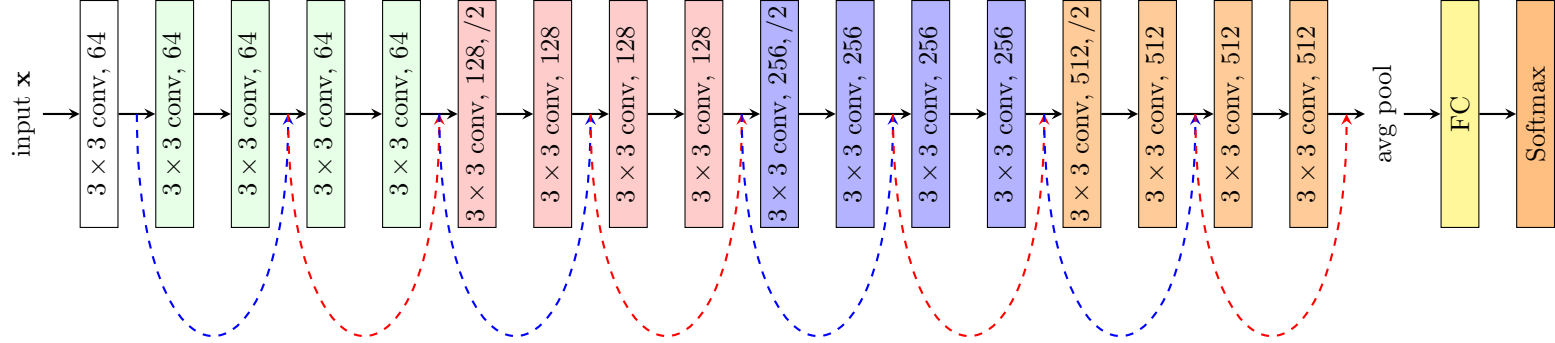 input x
3 × 3 conv, 64
3 × 3 conv, 64
3 × 3 conv, 64
3 × 3 conv, 64
3 × 3 conv, 64
3 × 3 conv, 128,/2
3 × 3 conv, 128
3 × 3 conv, 128
3 × 3 conv, 128
3 × 3 conv, 256,/2
3 × 3 conv, 256
3 × 3 conv, 256
3 × 3 conv, 256
3 × 3 conv, 512,/2
3 × 3 conv, 512
3 × 3 conv, 512
3 × 3 conv, 512
avg pool
FC
Softmax